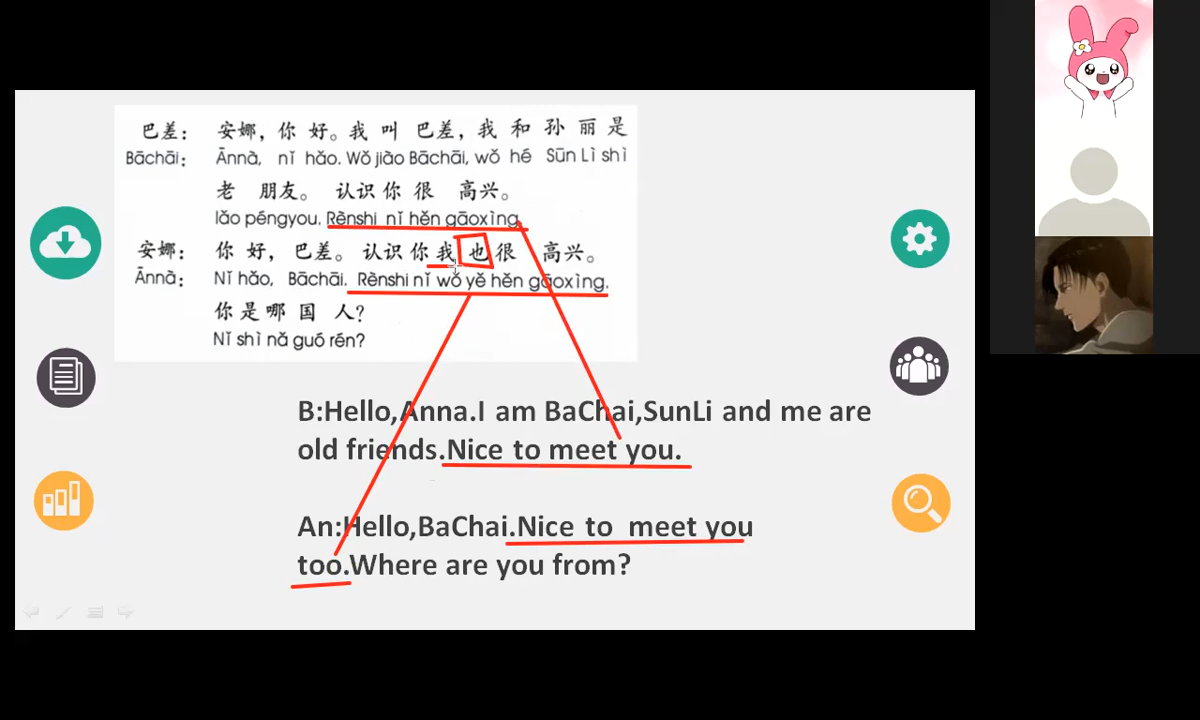 巴差： 安娜，你 好。我 叫 巴差，我 和 孙 丽 是
Bāchāi: Ānnà, nǐ hǎo. Wǒ jiào Bāchāi, wǒ hé Sūn Lì shì
老 朋友。 认识 你 很 高兴。
lǎo péngyou. Rènshi nǐ hěn gāoxìng.
安娜： 你 好，巴差。 认识 你 我 也 很 高兴。
Ānnà: Nǐ hǎo, Bāchāi. Rènshi nǐ wǒ yě hěn gāoxìng.
你 是 哪 国 人？
Nǐ shì nǎ guó rén?
B:Hello,Anna.I am BaChai,SunLi and me are
old friends.Nice to meet you.
An:Hello,BaChai.Nice to meet you
too.Where are you from?